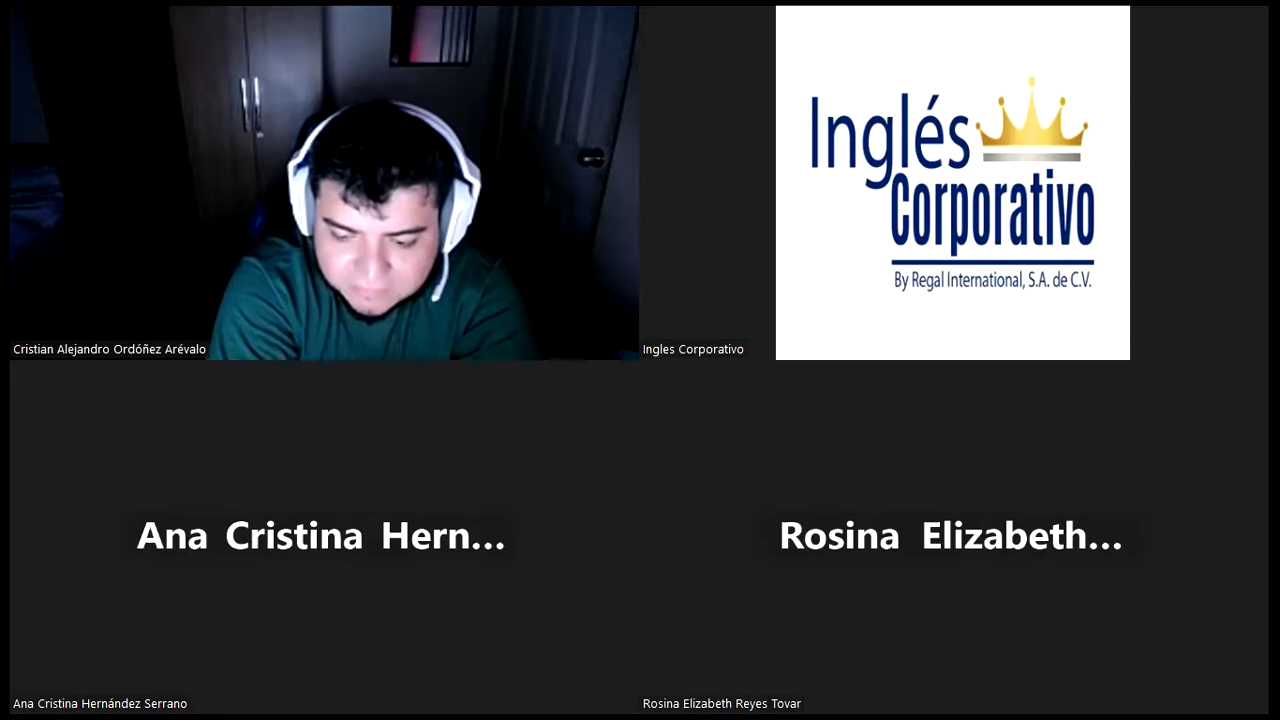 Inglés
Corporativo
By Regal International, S.A. de C.V.
Cristian Alejandro Ordóñez Arévalo
Ingles Corporativo
Ana Cristina Hern...
Rosina Elizabeth...
Ana Cristina Hernández Serrano
Rosina Elizabeth Reyes Tovar